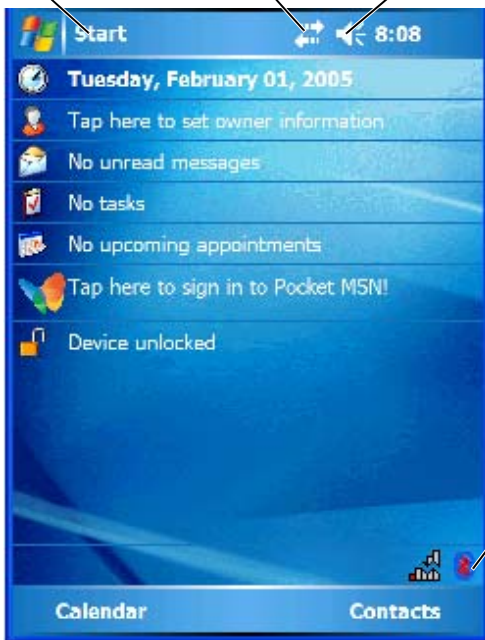 Start 8:08
Tuesday, February 01, 2005
Tap here to set owner information
No unread messages
No tasks
No upcoming appointments
Tap here to sign in to Pocket MSN!
Device unlocked
Calendar Contacts